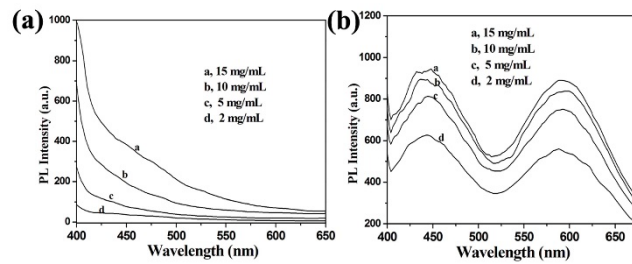 (a)
PL Intensity (a.u.)
1000
800
600
400
200
0
a, 15 mg/mL
b, 10 mg/mL
c, 5 mg/mL
d, 2 mg/mL
a
b
c
d
400 450 500 550 600 650
Wavelength (nm)
(b)
PL Intensity (a.u.)
1200
1000
800
600
400
200
a, 15 mg/mL
b, 10 mg/mL
c, 5 mg/mL
d, 2 mg/mL
a
b
c
d
400 450 500 550 600 650
Wavelength (nm)